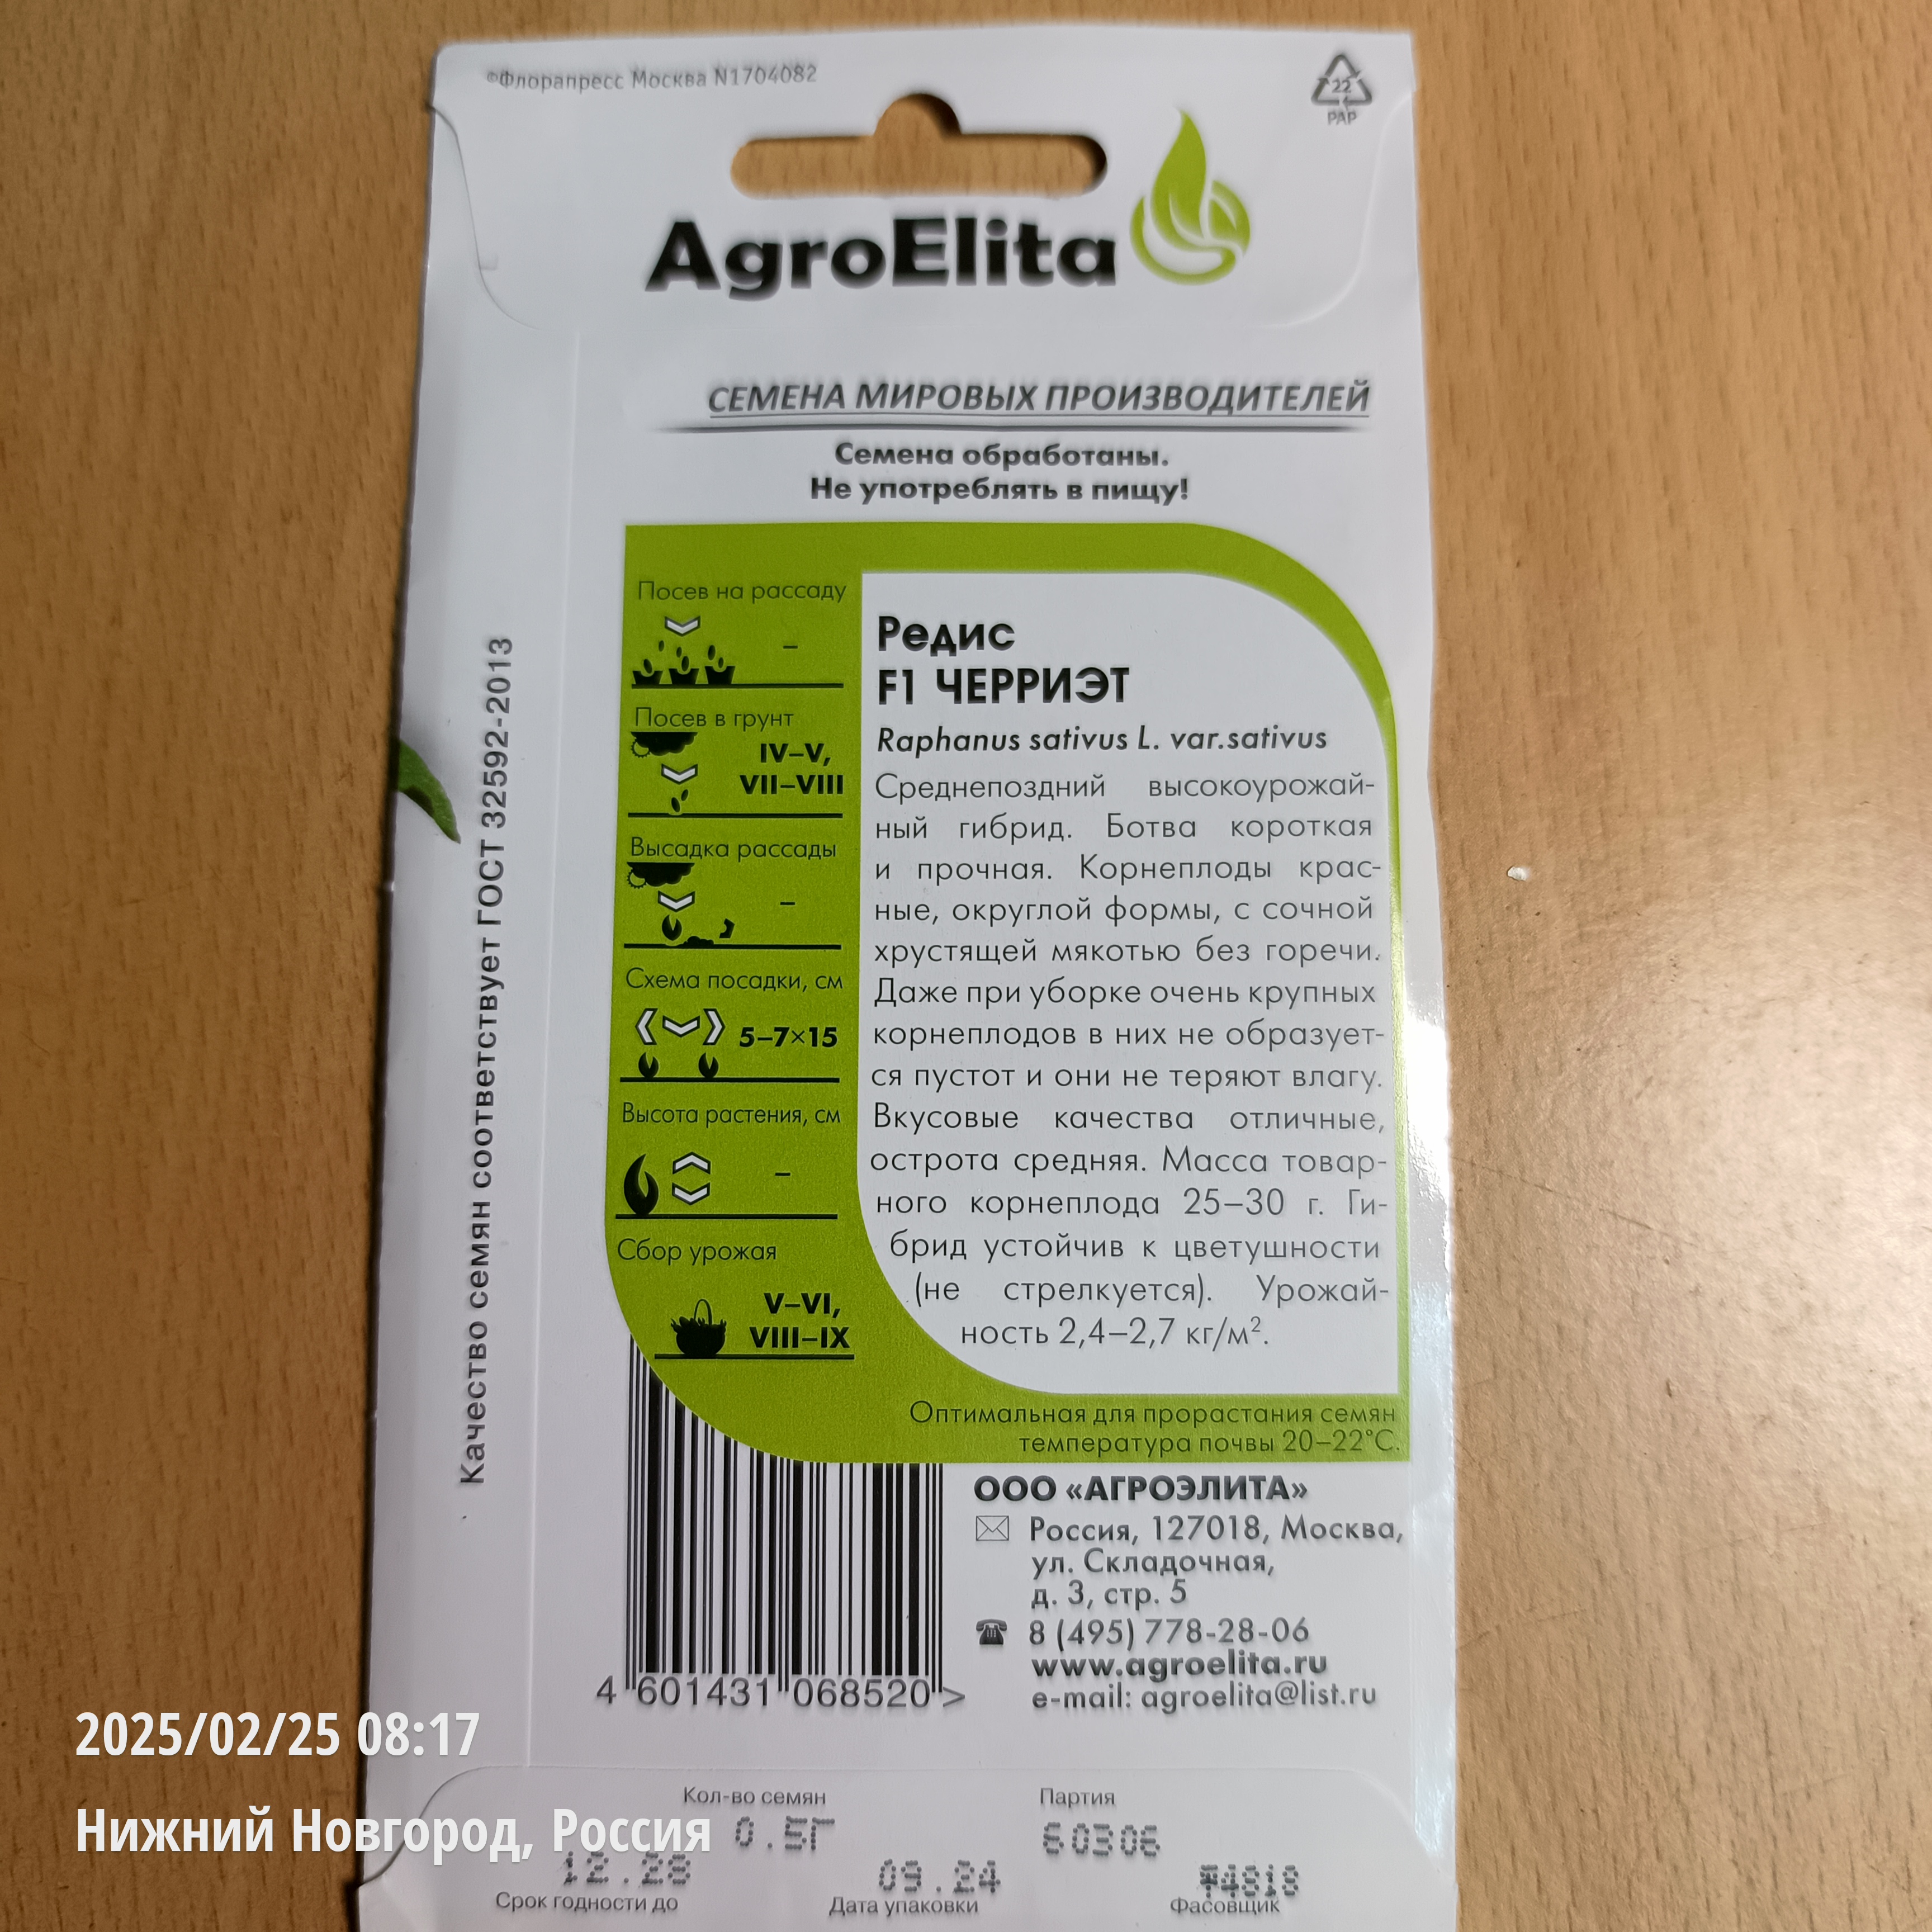 ©Флорапресс Москва N1704082
22
PAP
AgroElita
СЕМЕНА МИРОВЫХ ПРОИЗВОДИТЕЛЕЙ
Семена обработаны.
Не употреблять в пищу!
Качество семян соответствует ГОСТ 32592-2013
Посев на рассаду
–
Посев в грунт
IV–V,
VII–VIII
Высадка рассады
–
Схема посадки, см
5–7×15
Высота растения, см
–
Сбор урожая
V–VI,
VIII–IX
Редис
F1 ЧЕРРИЭТ
Raphanus sativus L. var.sativus
Среднепоздний высокоурожай-
ный гибрид. Ботва короткая
и прочная. Корнеплоды крас-
ные, округлой формы, с сочной
хрустящей мякотью без горечи.
Даже при уборке очень крупных
корнеплодов в них не образует-
ся пустот и они не теряют влагу.
Вкусовые качества отличные,
острота средняя. Масса товар-
ного корнеплода 25–30 г. Ги-
брид устойчив к цветушности
(не стрелкуется). Урожай-
ность 2,4–2,7 кг/м².
Оптимальная для прорастания семян
температура почвы 20–22°С.
ООО «АГРОЭЛИТА»
Россия, 127018, Москва,
ул. Складочная,
д. 3, стр. 5
8 (495) 778-28-06
www.agroelita.ru
e-mail: agroelita@list.ru
4 601431 068520 >
Кол-во семян
0.5Г
Партия
60306
12.28
Срок годности до
09.24
Дата упаковки
Фасовщик
2025/02/25 08:17
Нижний Новгород, Россия